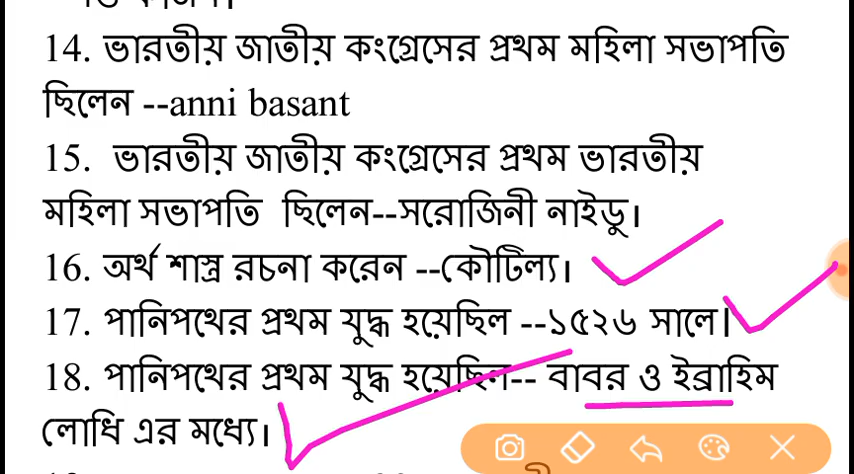 14. ভারতীয় জাতীয় কংগ্রেসের প্রথম মহিলা সভাপতি
ছিলেন --anni basant
15. ভারতীয় জাতীয় কংগ্রেসের প্রথম ভারতীয়
মহিলা সভাপতি ছিলেন--সরোজিনী নাইডু।
16. অর্থ শাস্ত্র রচনা করেন --কৌটিল্য।
17. পানিপথের প্রথম যুদ্ধ হয়েছিল --১৫২৬ সালে।
18. পানিপথের প্রথম যুদ্ধ হয়েছিল-- বাবর ও ইব্রাহিম
লোধি এর মধ্যে।